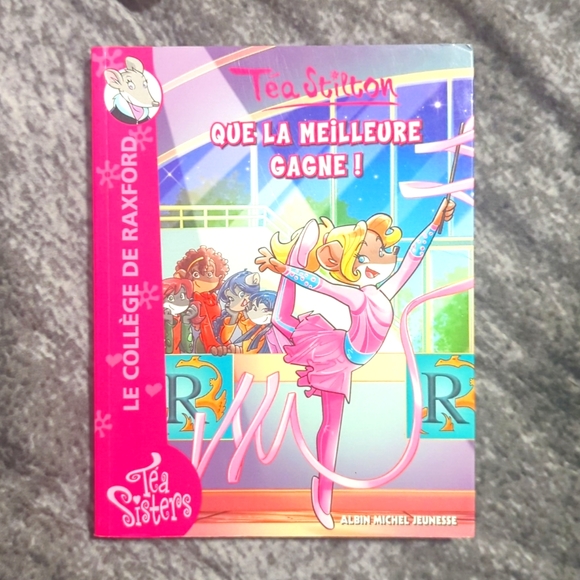 Téa Stilton
QUE LA MEILLEURE
GAGNE !
LE COLLÈGE DE RAXFORD
R
R
Téa
Sisters
ALBIN MICHEL JEUNESSE